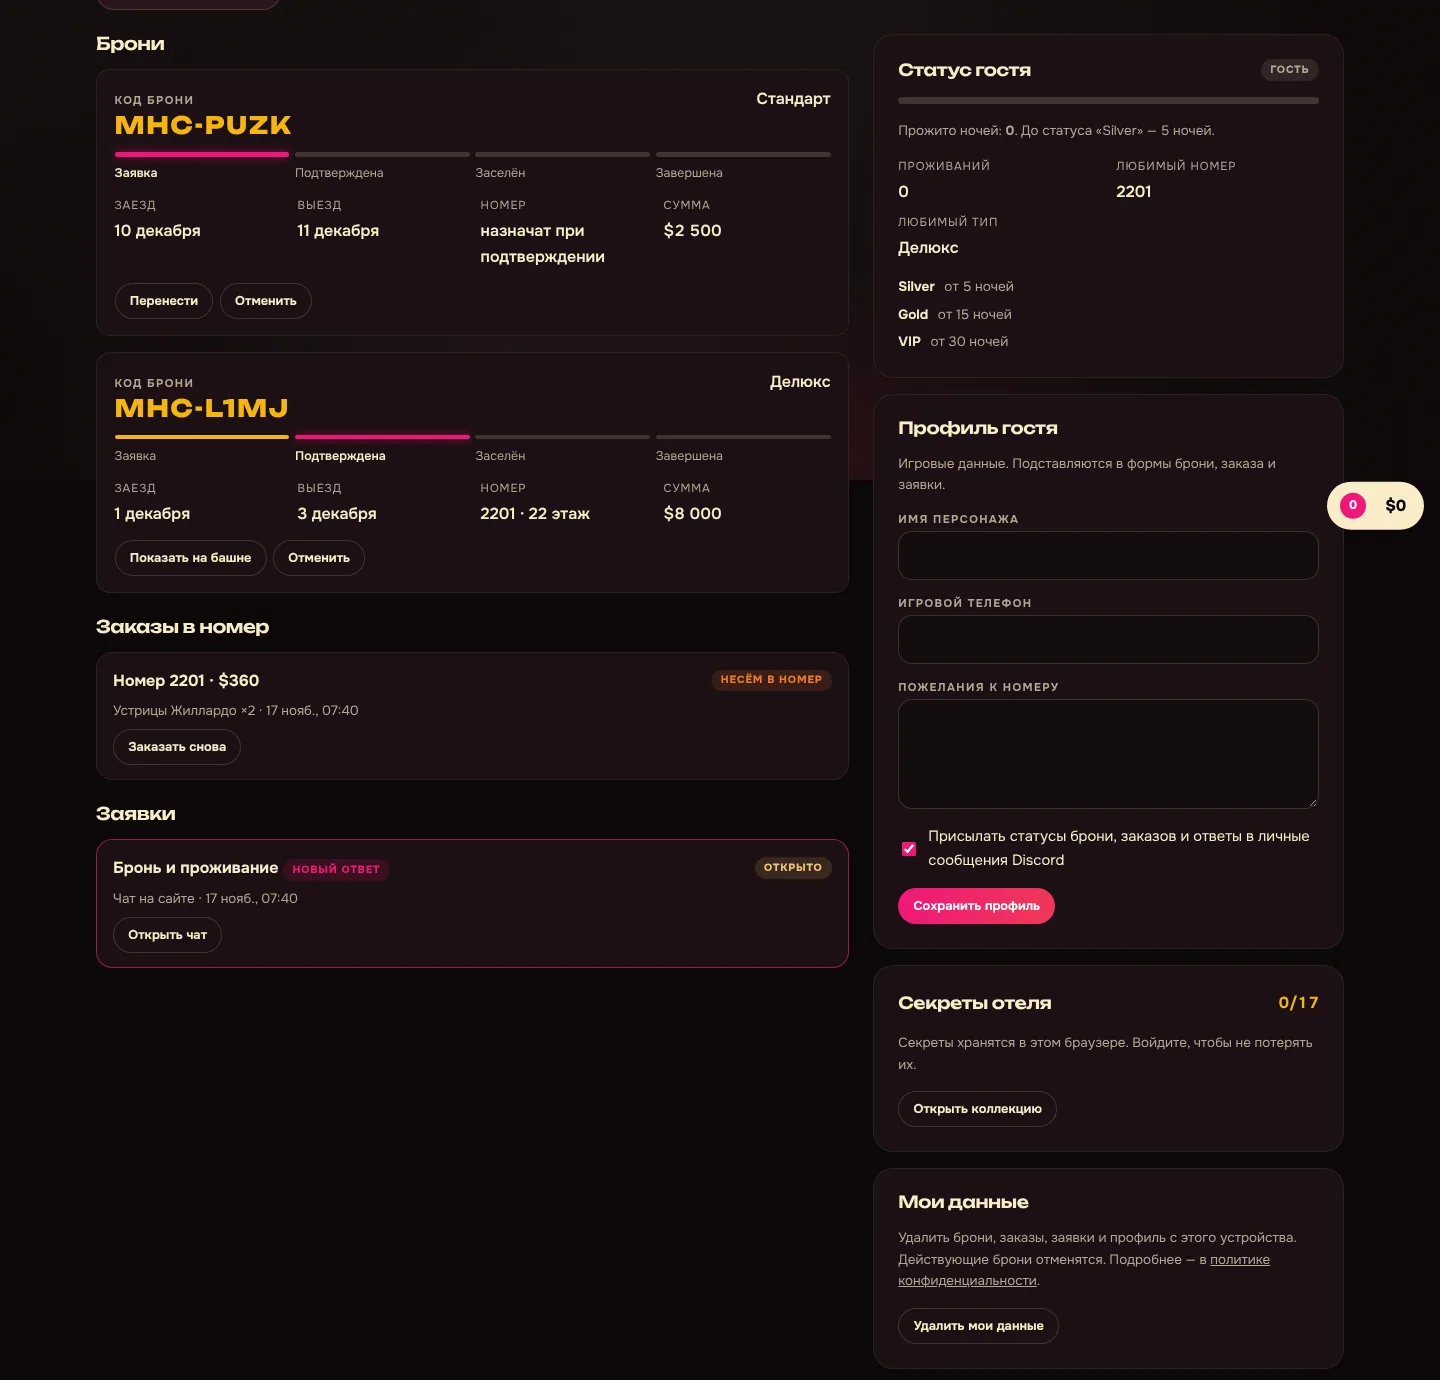 Брони
КОД БРОНИ
Стандарт
MHC-PUZK
Заявка
Подтверждена
Заселён
Завершена
ЗАЕЗД
ВЫЕЗД
НОМЕР
СУММА
10 декабря
11 декабря
назначат при
подтверждении
$2 500
Перенести
Отменить
КОД БРОНИ
Делюкс
MHC-L1MJ
Заявка
Подтверждена
Заселён
Завершена
ЗАЕЗД
ВЫЕЗД
НОМЕР
СУММА
1 декабря
3 декабря
2201 · 22 этаж
$8 000
Показать на башне
Отменить
Заказы в номер
Номер 2201 · $360
НЕСЁМ В НОМЕР
Устрицы Жиллардо ×2 · 17 нояб., 07:40
Заказать снова
Заявки
Бронь и проживание
НОВЫЙ ОТВЕТ
ОТКРЫТО
Чат на сайте · 17 нояб., 07:40
Открыть чат
Статус гостя
ГОСТЬ
Прожито ночей: 0. До статуса «Silver» — 5 ночей.
ПРОЖИВАНИЙ
ЛЮБИМЫЙ НОМЕР
0
2201
ЛЮБИМЫЙ ТИП
Делюкс
Silver от 5 ночей
Gold от 15 ночей
VIP от 30 ночей
Профиль гостя
Игровые данные. Подставляются в формы брони, заказа и
заявки.
0 $0
ИМЯ ПЕРСОНАЖА
ИГРОВОЙ ТЕЛЕФОН
ПОЖЕЛАНИЯ К НОМЕРУ
Присылать статусы брони, заказов и ответы в личные
сообщения Discord
Сохранить профиль
Секреты отеля
0/17
Секреты хранятся в этом браузере. Войдите, чтобы не потерять
их.
Открыть коллекцию
Мои данные
Удалить брони, заказы, заявки и профиль с этого устройства.
Действующие брони отменятся. Подробнее — в политике
конфиденциальности.
Удалить мои данные